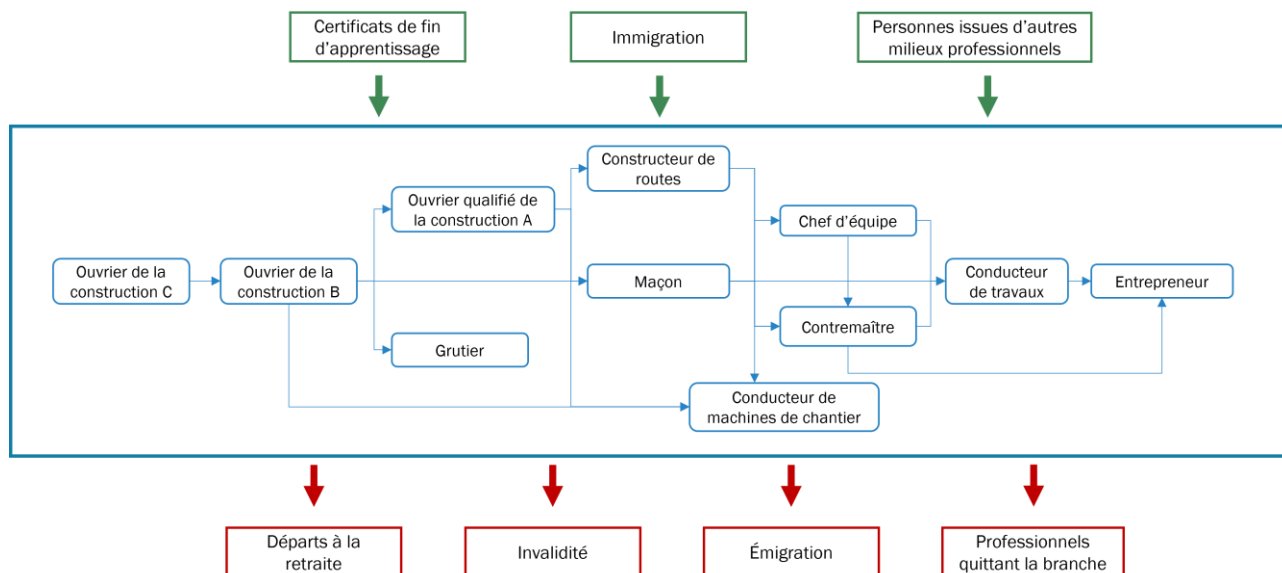 Certificats de fin
d'apprentissage
Immigration
Personnes issues d'autres
milieux professionnels
Constructeur de
routes
Ouvrier qualifié de
la construction A
Chef d'équipe
Ouvrier de la
construction C
Ouvrier de la
construction B
Maçon
Conducteur
de travaux
Entrepreneur
Contremaître
Grutier
Conducteur de
machines de chantier
Départs à la
retraite
Invalidité
Émigration
Professionnels
quittant la branche